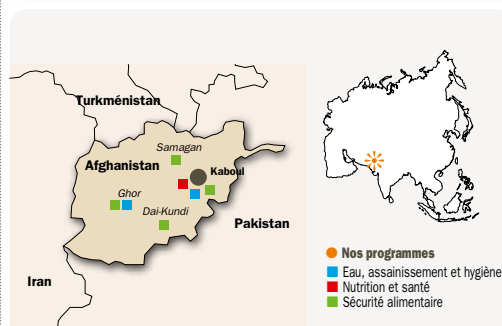 Turkménistan
Samagan
Afghanistan
Kaboul
Ghor
Dai-Kundi
Pakistan
Iran
Nos programmes
Eau, assainissement et hygiène
Nutrition et santé
Sécurité alimentaire